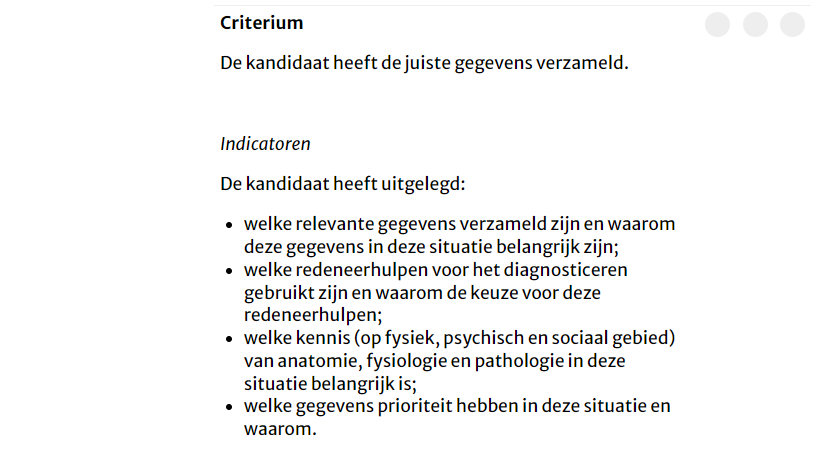 Criterium
De kandidaat heeft de juiste gegevens verzameld.
Indicatoren
De kandidaat heeft uitgelegd:
• welke relevante gegevens verzameld zijn en waarom
deze gegevens in deze situatie belangrijk zijn;
• welke redeneerhulpen voor het diagnosticeren
gebruikt zijn en waarom de keuze voor deze
redeneerhulpen;
• welke kennis (op fysiek, psychisch en sociaal gebied)
van anatomie, fysiologie en pathologie in deze
situatie belangrijk is;
• welke gegevens prioriteit hebben in deze situatie en
waarom.